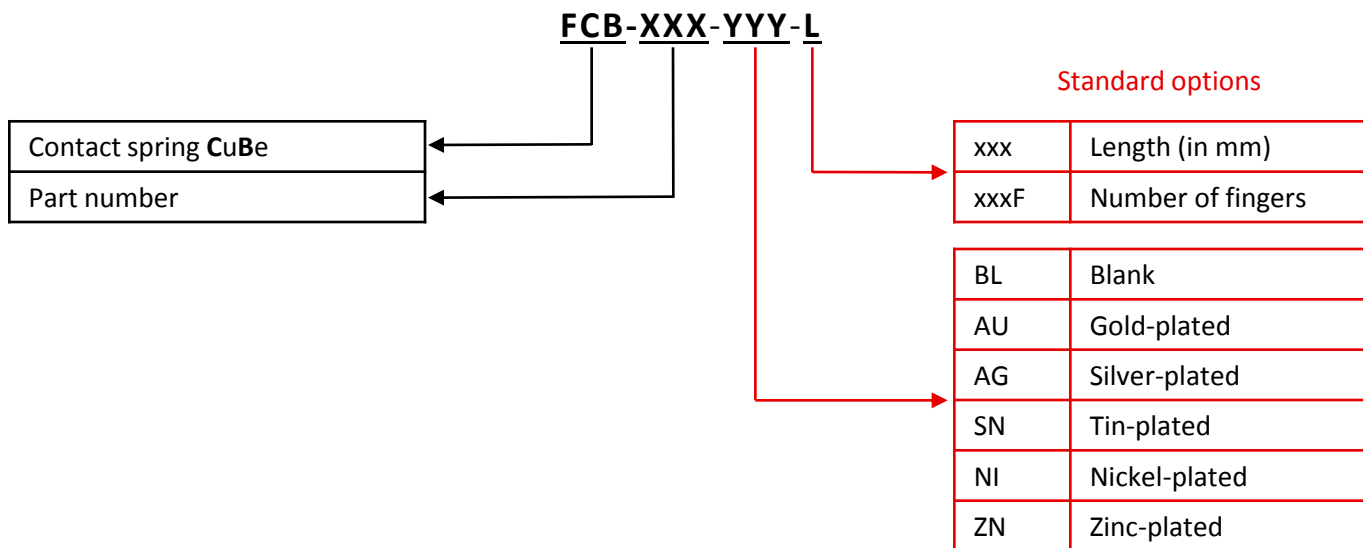 FCB-XXX-YYY-L
Standard options
Contact spring CuBe
Part number
xxx Length (in mm)
xxxF Number of fingers
BL Blank
AU Gold-plated
AG Silver-plated
SN Tin-plated
NI Nickel-plated
ZN Zinc-plated